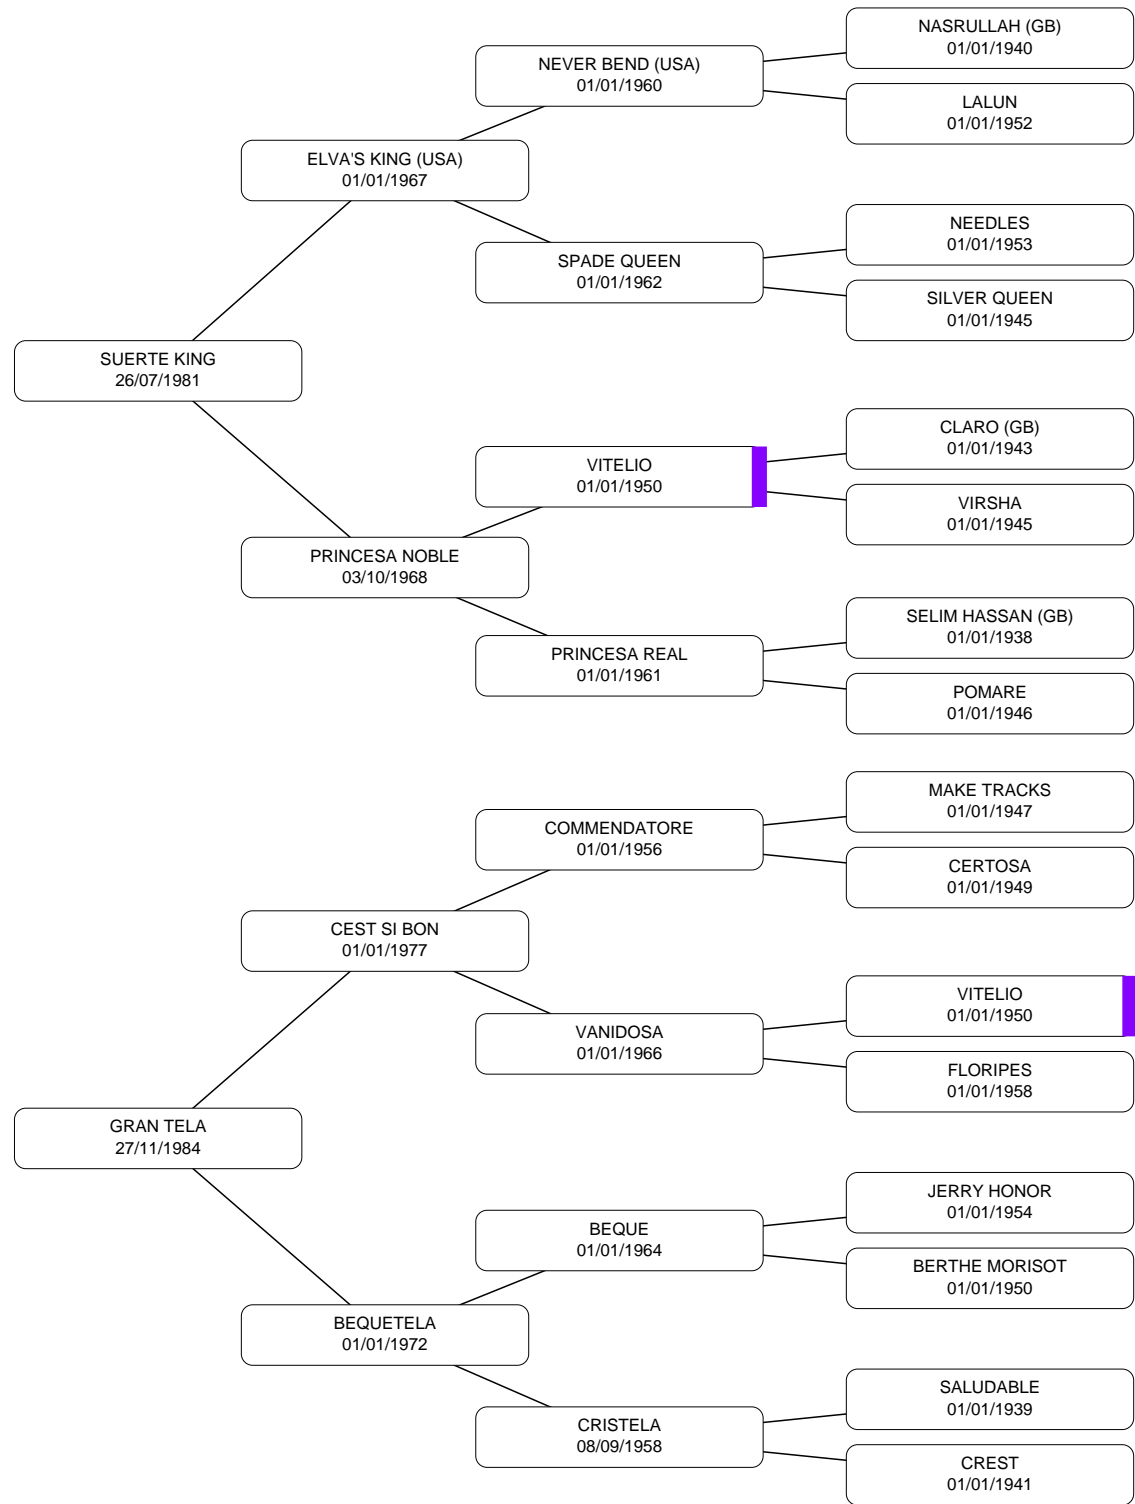 NASRULLAH (GB)
01/01/1940
NEVER BEND (USA)
01/01/1960
LALUN
01/01/1952
ELVA'S KING (USA)
01/01/1967
NEEDLES
01/01/1953
SPADE QUEEN
01/01/1962
SILVER QUEEN
01/01/1945
SUERTE KING
26/07/1981
CLARO (GB)
01/01/1943
VITELIO
01/01/1950
VIRSHA
01/01/1945
PRINCESA NOBLE
03/10/1968
SELIM HASSAN (GB)
01/01/1938
PRINCESA REAL
01/01/1961
POMARE
01/01/1946
MAKE TRACKS
01/01/1947
COMMENDATORE
01/01/1956
CERTOSA
01/01/1949
CEST SI BON
01/01/1977
VITELIO
01/01/1950
VANIDOSA
01/01/1966
FLORIPES
01/01/1958
GRAN TELA
27/11/1984
JERRY HONOR
01/01/1954
BEQUE
01/01/1964
BERTHE MORISOT
01/01/1950
BEQUETELA
01/01/1972
SALUDABLE
01/01/1939
CRISTELA
08/09/1958
CREST
01/01/1941